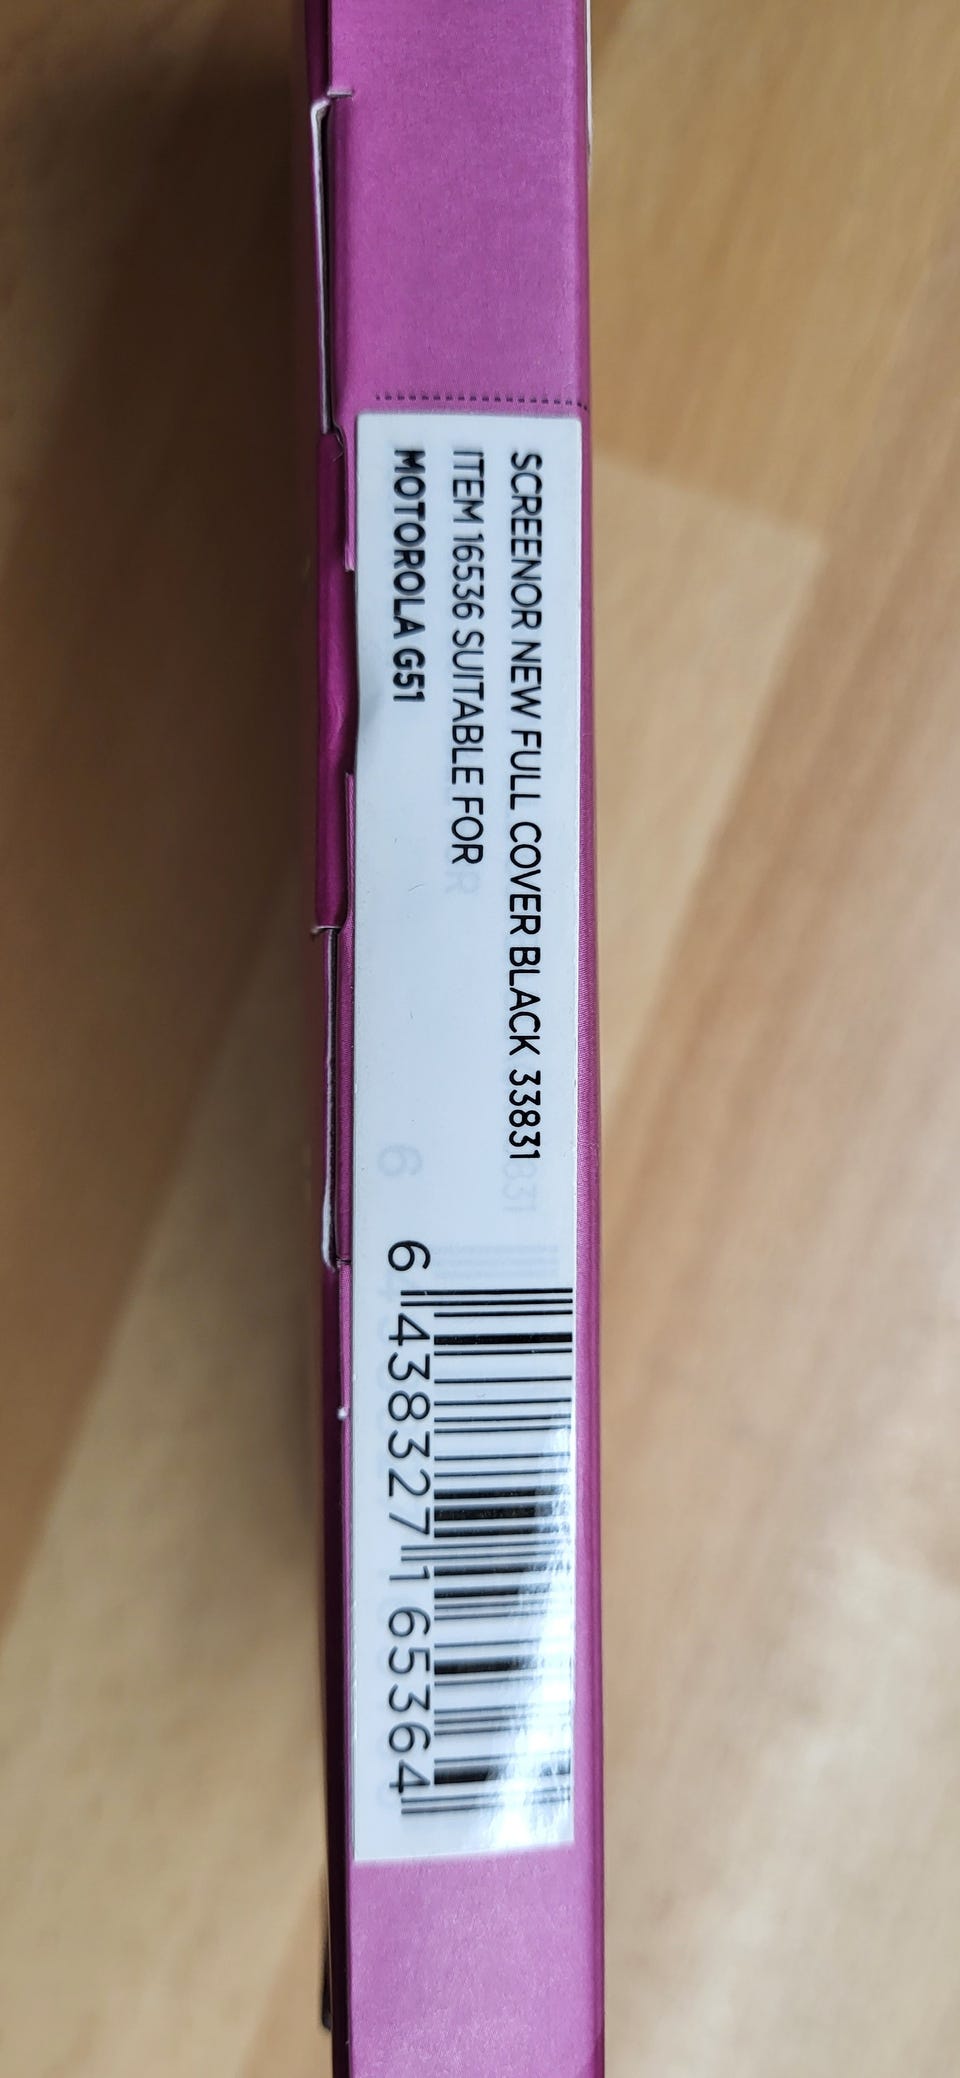 SCREENOR NEW FULL COVER BLACK 33831
ITEM 16536 SUITABLE FOR
MOTOROLA G51
6 438327 165364